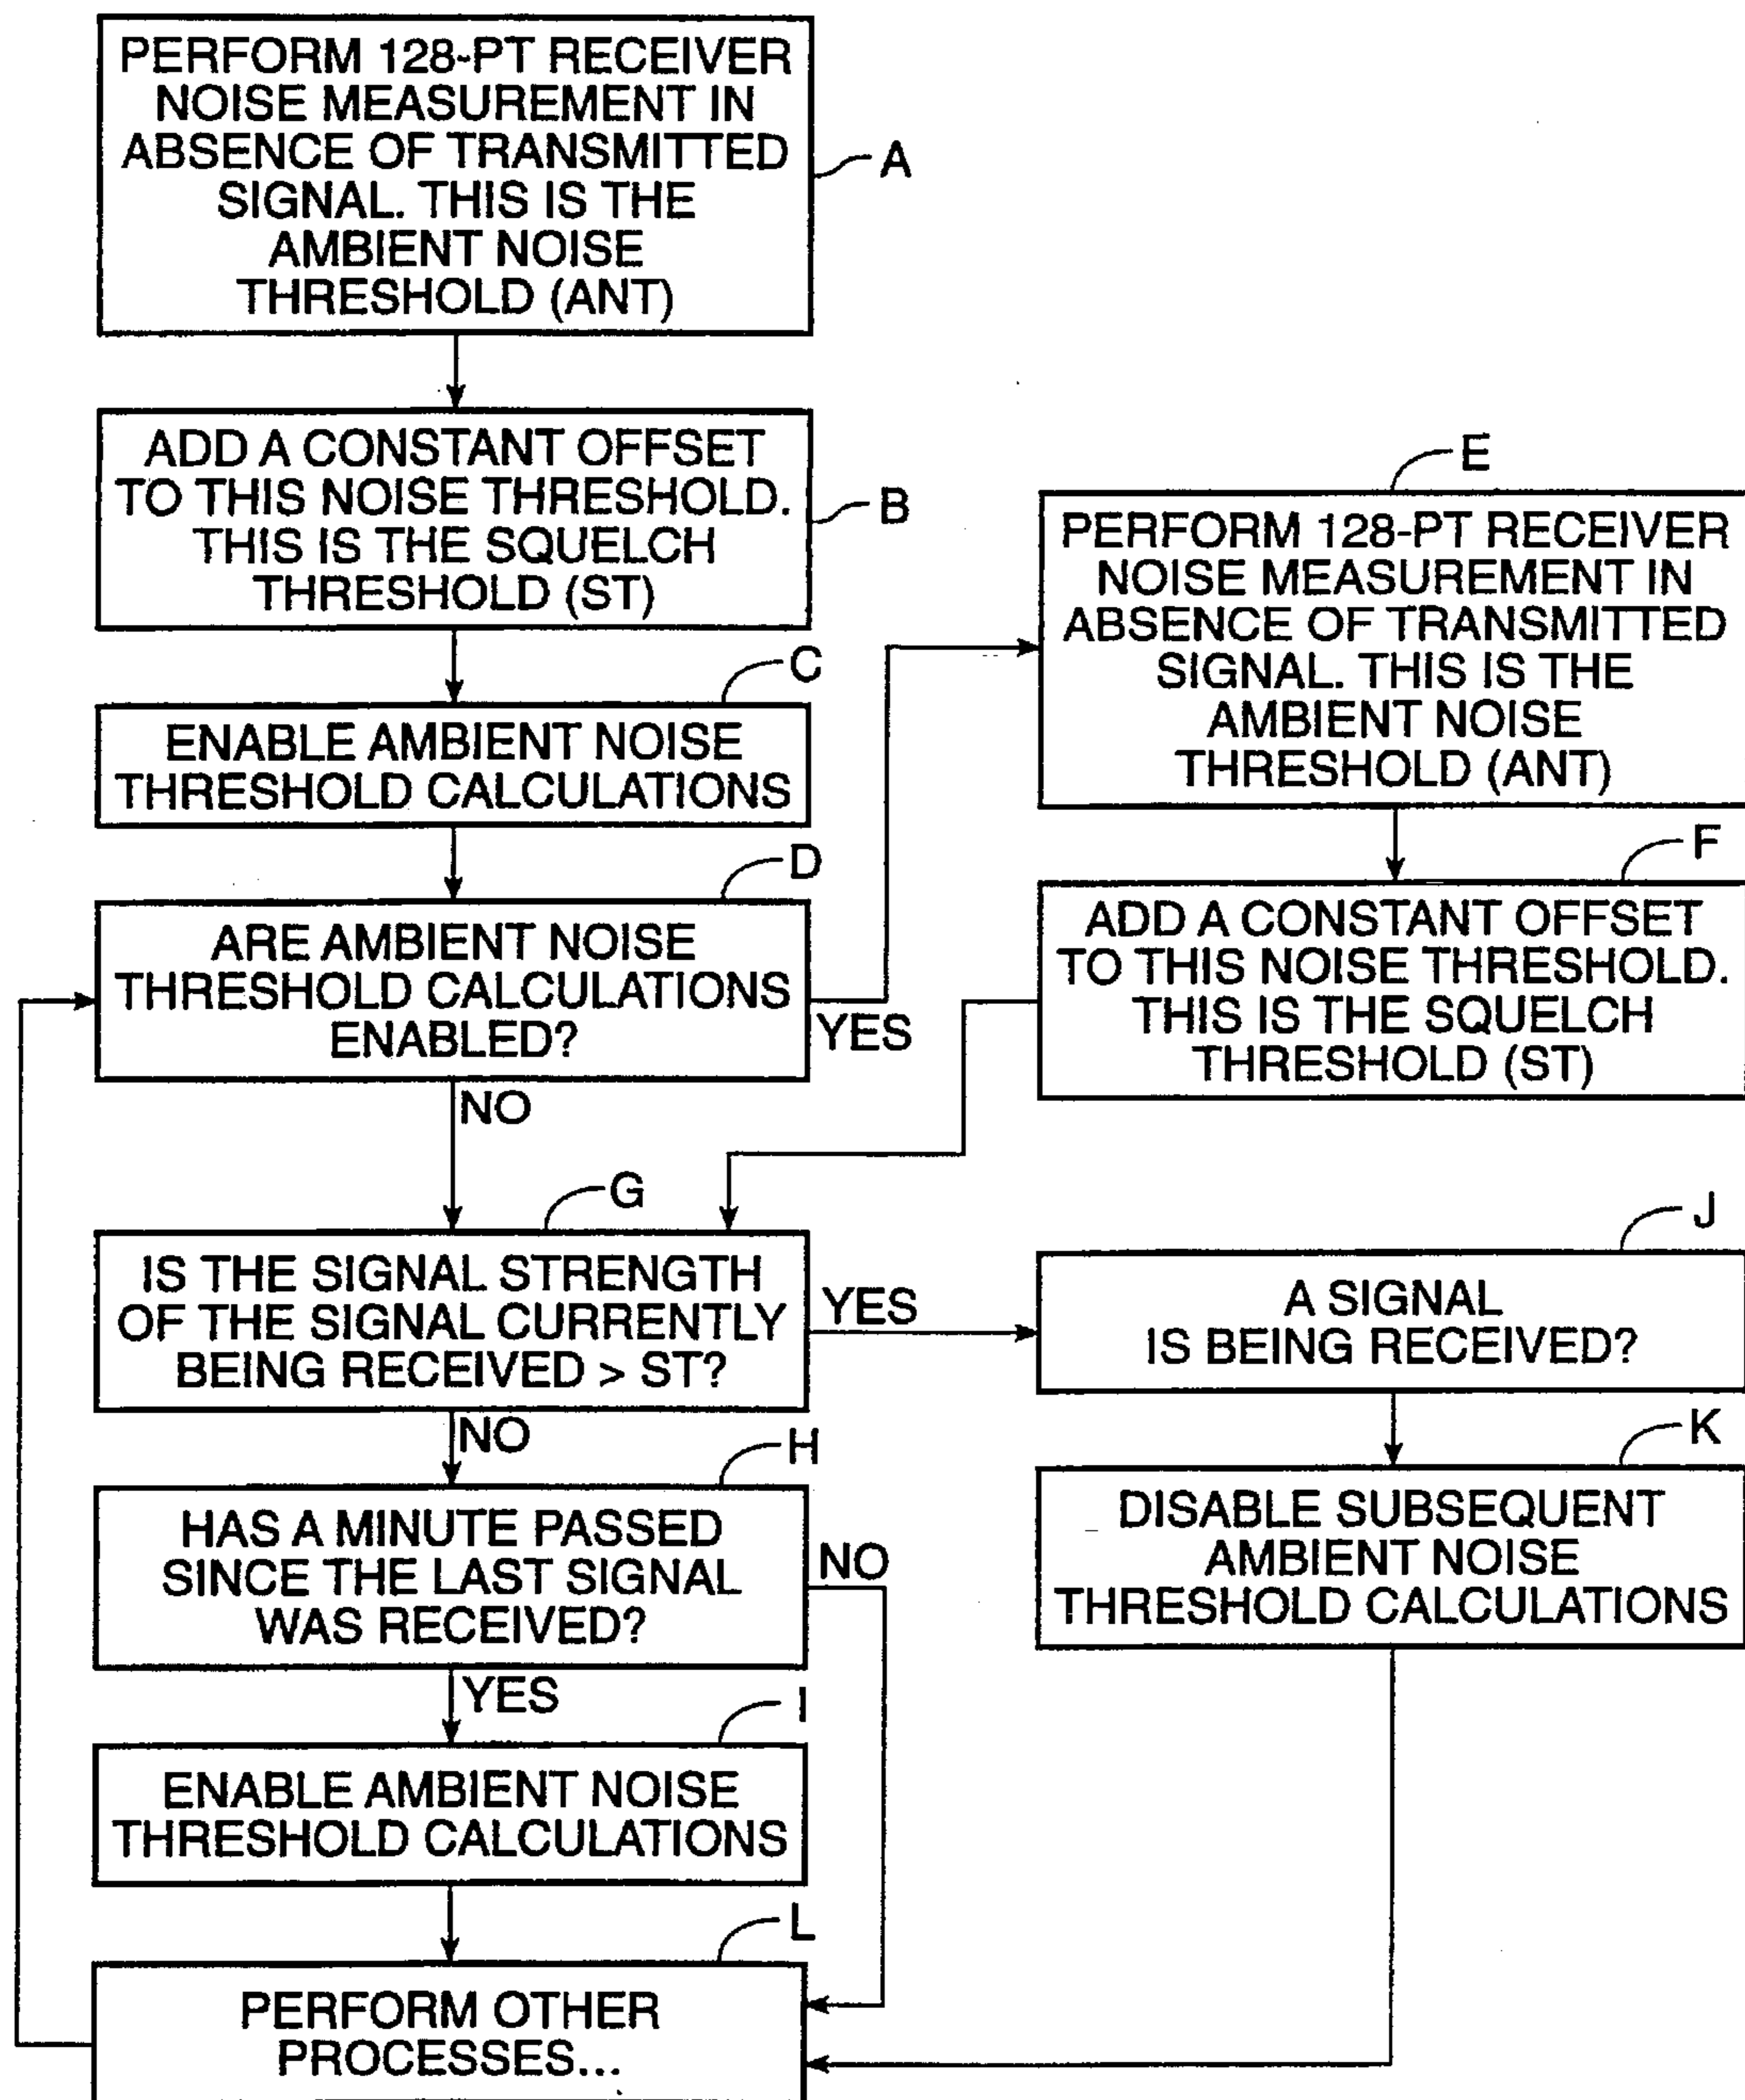 PERFORM 128-PT RECEIVER
NOISE MEASUREMENT IN
ABSENCE OF TRANSMITTED
SIGNAL. THIS IS THE
AMBIENT NOISE
THRESHOLD (ANT)
A
ADD A CONSTANT OFFSET
TO THIS NOISE THRESHOLD.
THIS IS THE SQUELCH
THRESHOLD (ST)
B
C
ENABLE AMBIENT NOISE
THRESHOLD CALCULATIONS
D
ARE AMBIENT NOISE
THRESHOLD CALCULATIONS
ENABLED?
YES
NO
E
PERFORM 128-PT RECEIVER
NOISE MEASUREMENT IN
ABSENCE OF TRANSMITTED
SIGNAL. THIS IS THE
AMBIENT NOISE
THRESHOLD (ANT)
F
ADD A CONSTANT OFFSET
TO THIS NOISE THRESHOLD.
THIS IS THE SQUELCH
THRESHOLD (ST)
G
IS THE SIGNAL STRENGTH
OF THE SIGNAL CURRENTLY
BEING RECEIVED > ST?
YES
NO
J
A SIGNAL
IS BEING RECEIVED?
K
DISABLE SUBSEQUENT
AMBIENT NOISE
THRESHOLD CALCULATIONS
H
HAS A MINUTE PASSED
SINCE THE LAST SIGNAL
WAS RECEIVED?
NO
YES
I
ENABLE AMBIENT NOISE
THRESHOLD CALCULATIONS
L
PERFORM OTHER
PROCESSES...